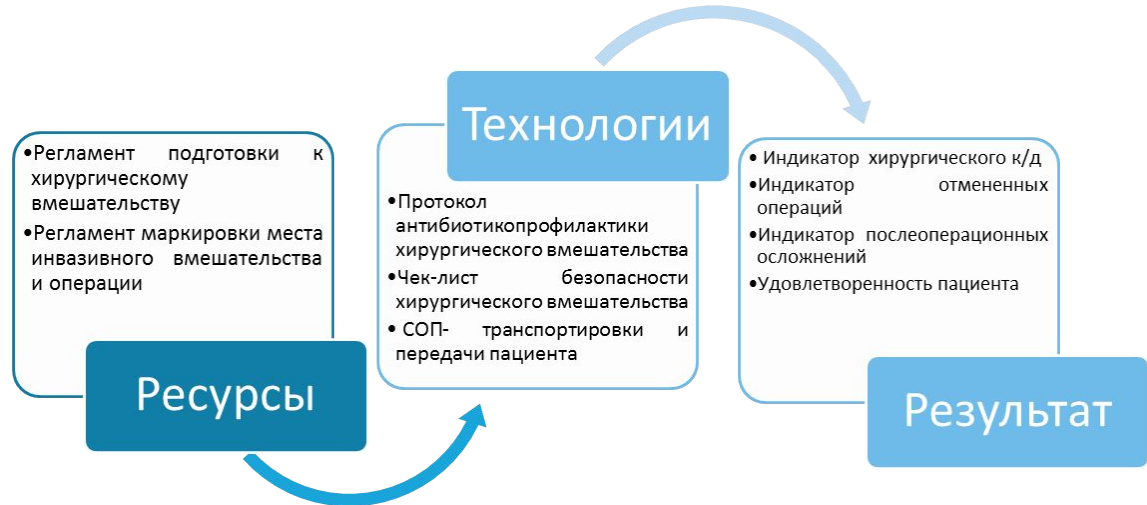 •Регламент подготовки к
хирургическому
вмешательству
•Регламент маркировки места
инвазивного вмешательства
и операции
Ресурсы
Технологии
•Протокол
антибиотикопрофилактики
хирургического вмешательства
•Чек-лист безопасности
хирургического вмешательства
• СОП- транспортировки и
передачи пациента
• Индикатор хирургического к/д
•Индикатор отмененных
операций
•Индикатор послеоперационных
осложнений
•Удовлетворенность пациента
Результат